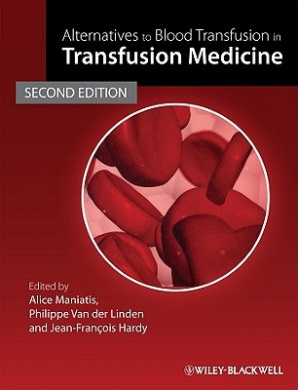 Alternatives to Blood Transfusion in
Transfusion Medicine
SECOND EDITION
Edited by
Alice Maniatis
Philippe Van der Linden
and Jean-François Hardy
WILEY-BLACKWELL